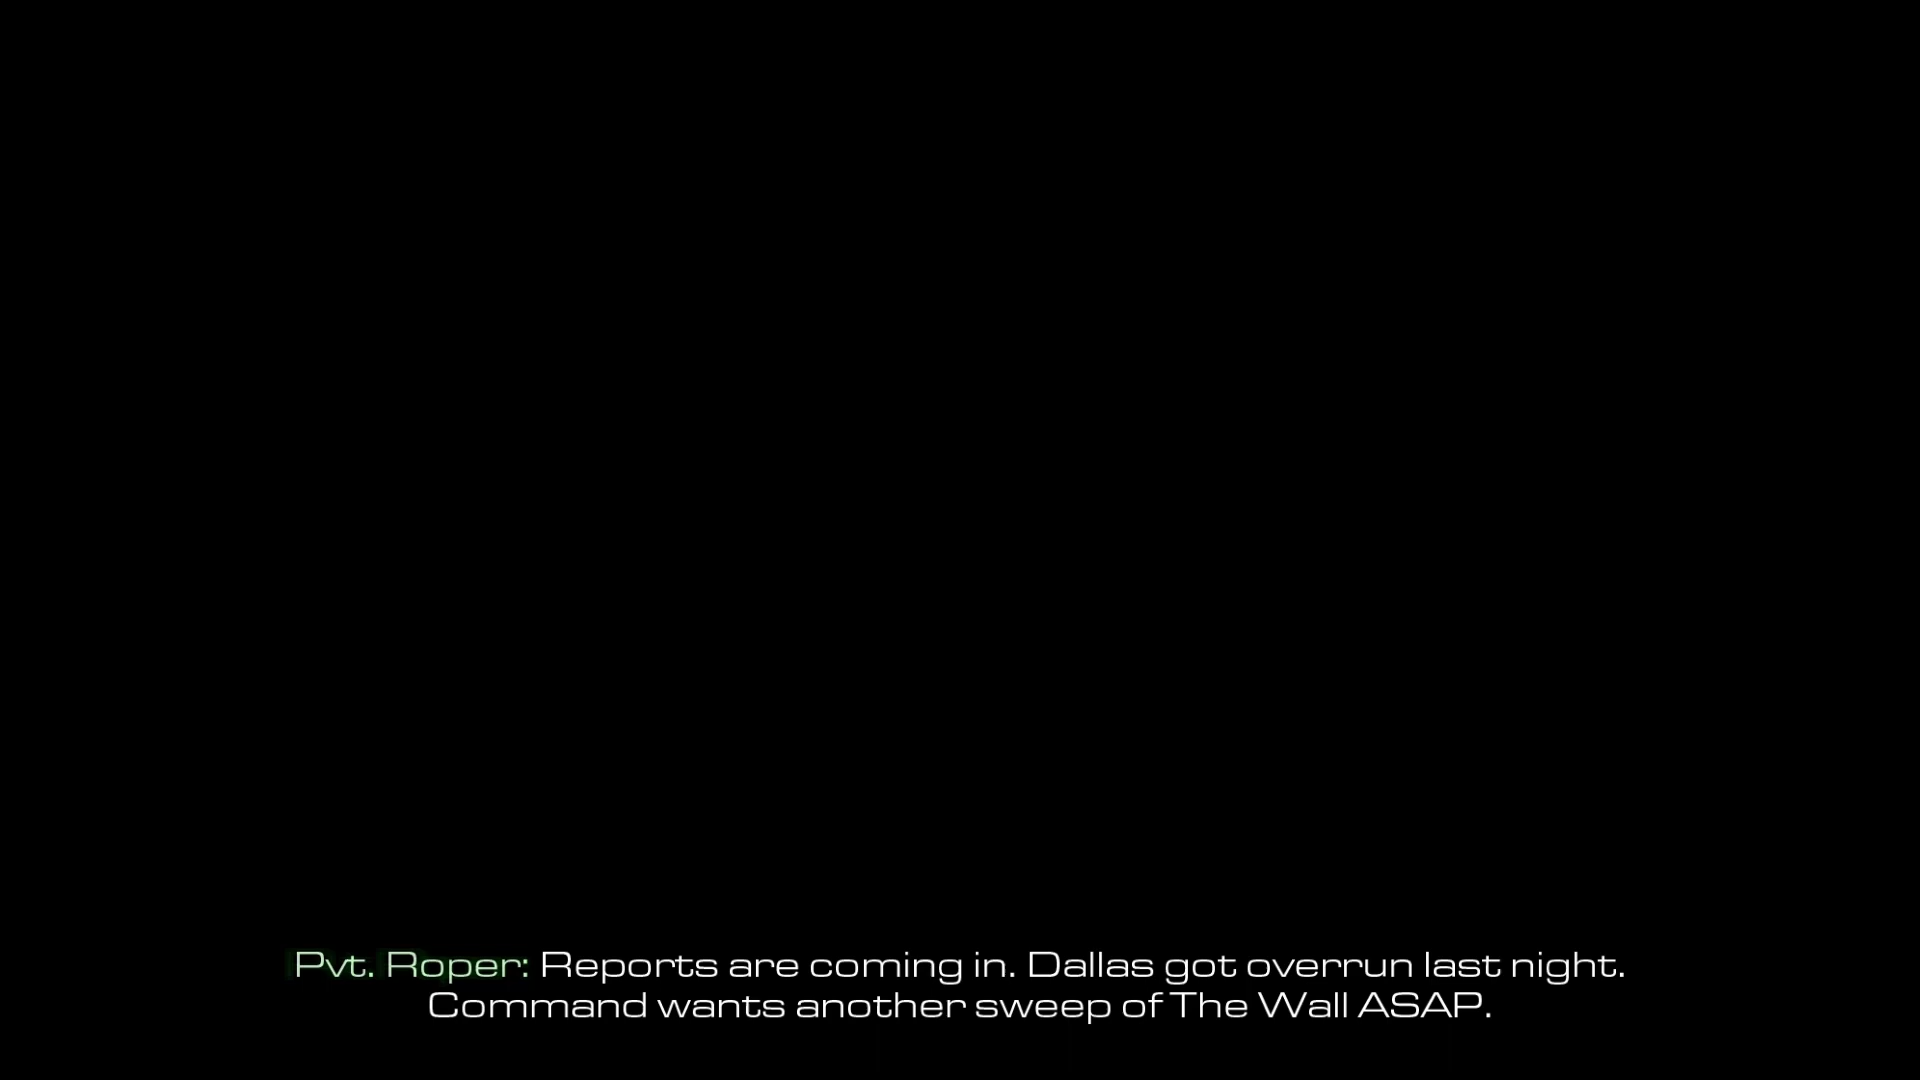 Pvt. Roper: Reports are coming in. Dallas got overrun last night.
Command wants another sweep of The Wall ASAP.